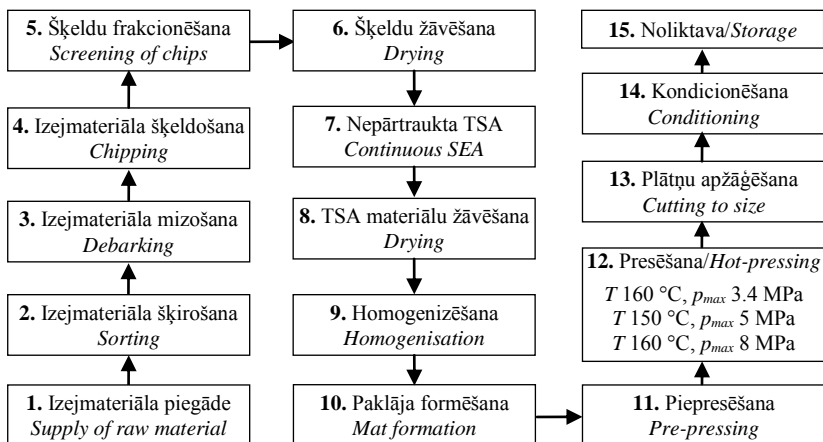 1. Izejmateriāla piegāde
Supply of raw material
2. Izejmateriāla šķirošana
Sorting
3. Izejmateriāla mizošana
Debarking
4. Izejmateriāla šķeldošana
Chipping
5. Šķeldu frakcionēšana
Screening of chips
6. Šķeldu žāvēšana
Drying
7. Nepārtraukta TSA
Continuous SEA
8. TSA materiālu žāvēšana
Drying
9. Homogenizēšana
Homogenisation
10. Paklāja formēšana
Mat formation
11. Piepresēšana
Pre-pressing
12. Presēšana/Hot-pressing
T 160 °C, pmax 3.4 MPa
T 150 °C, pmax 5 MPa
T 160 °C, pmax 8 MPa
13. Plātņu apžāģēšana
Cutting to size
14. Kondicionēšana
Conditioning
15. Noliktava/Storage